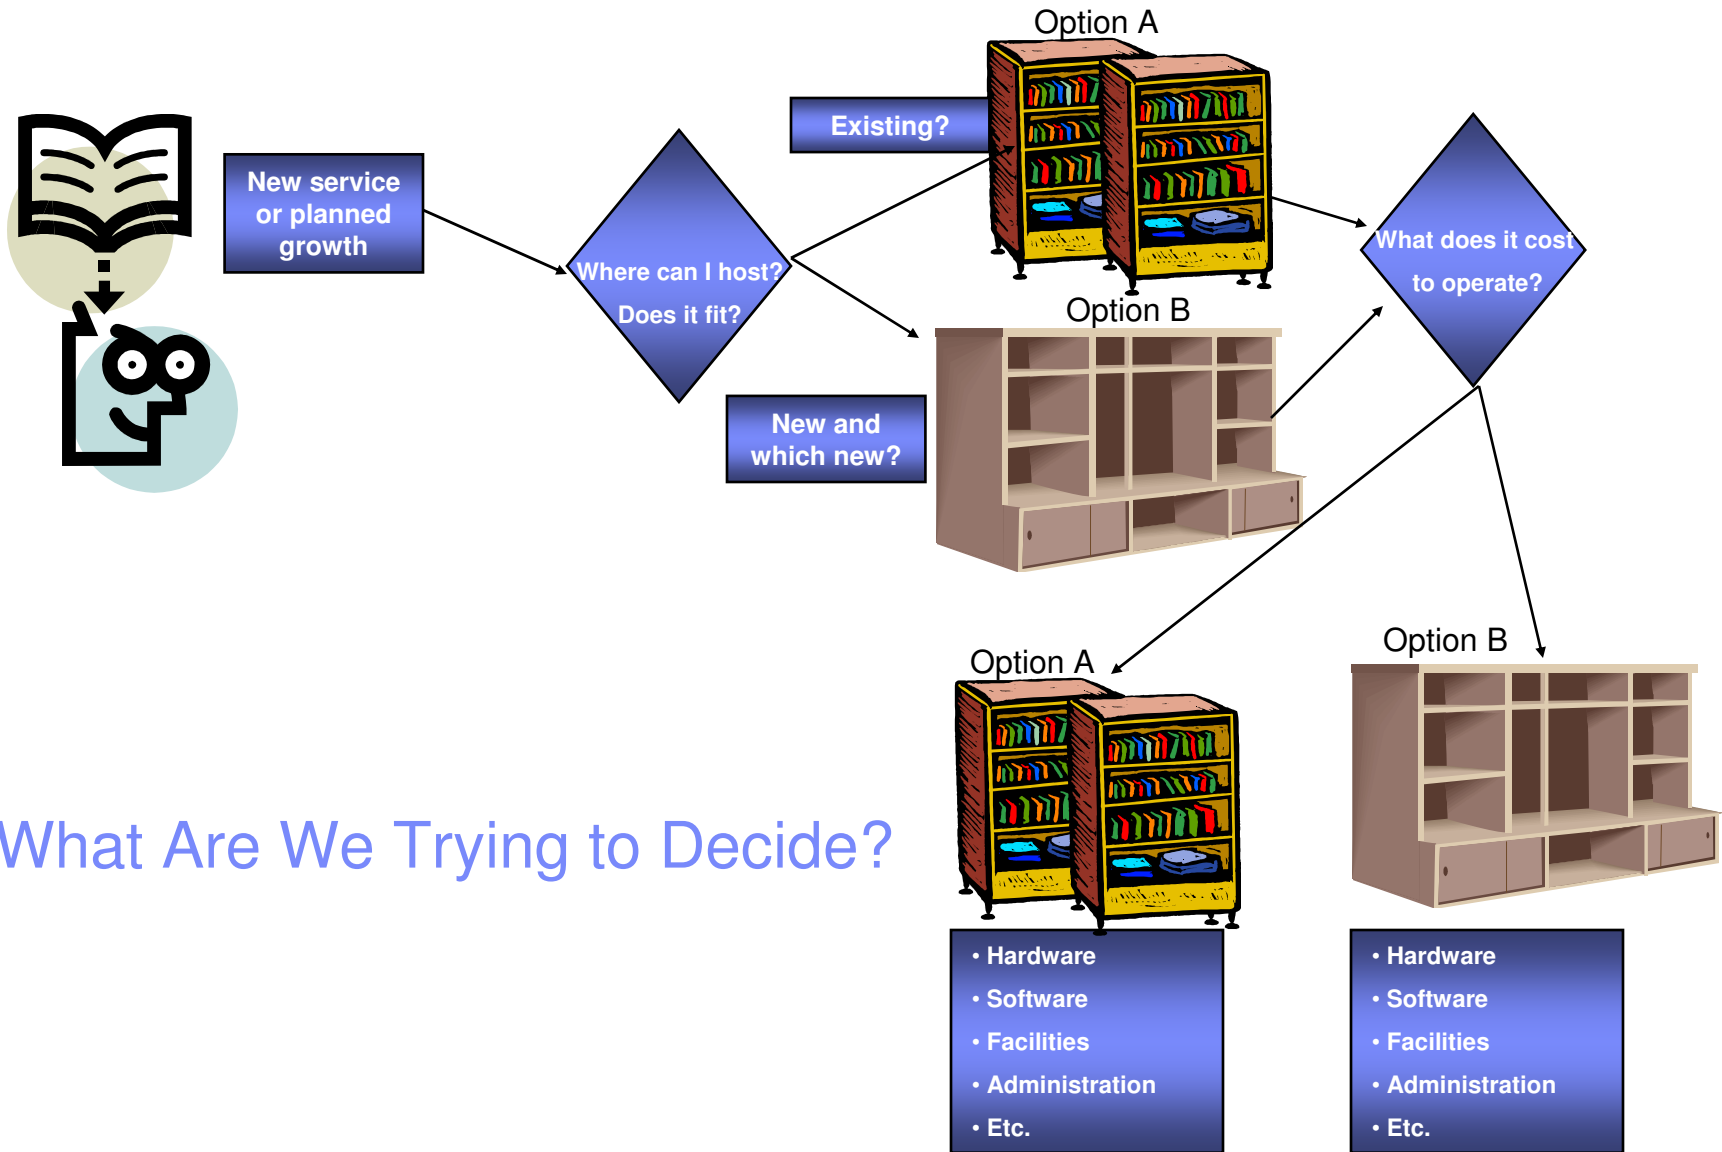 Option A
Existing?
New service
or planned
growth
Where can I host?
Does it fit?
What does it cost
to operate?
Option B
New and
which new?
Option A
Option B
What Are We Trying to Decide?
• Hardware
• Software
• Facilities
• Administration
• Etc.
• Hardware
• Software
• Facilities
• Administration
• Etc.